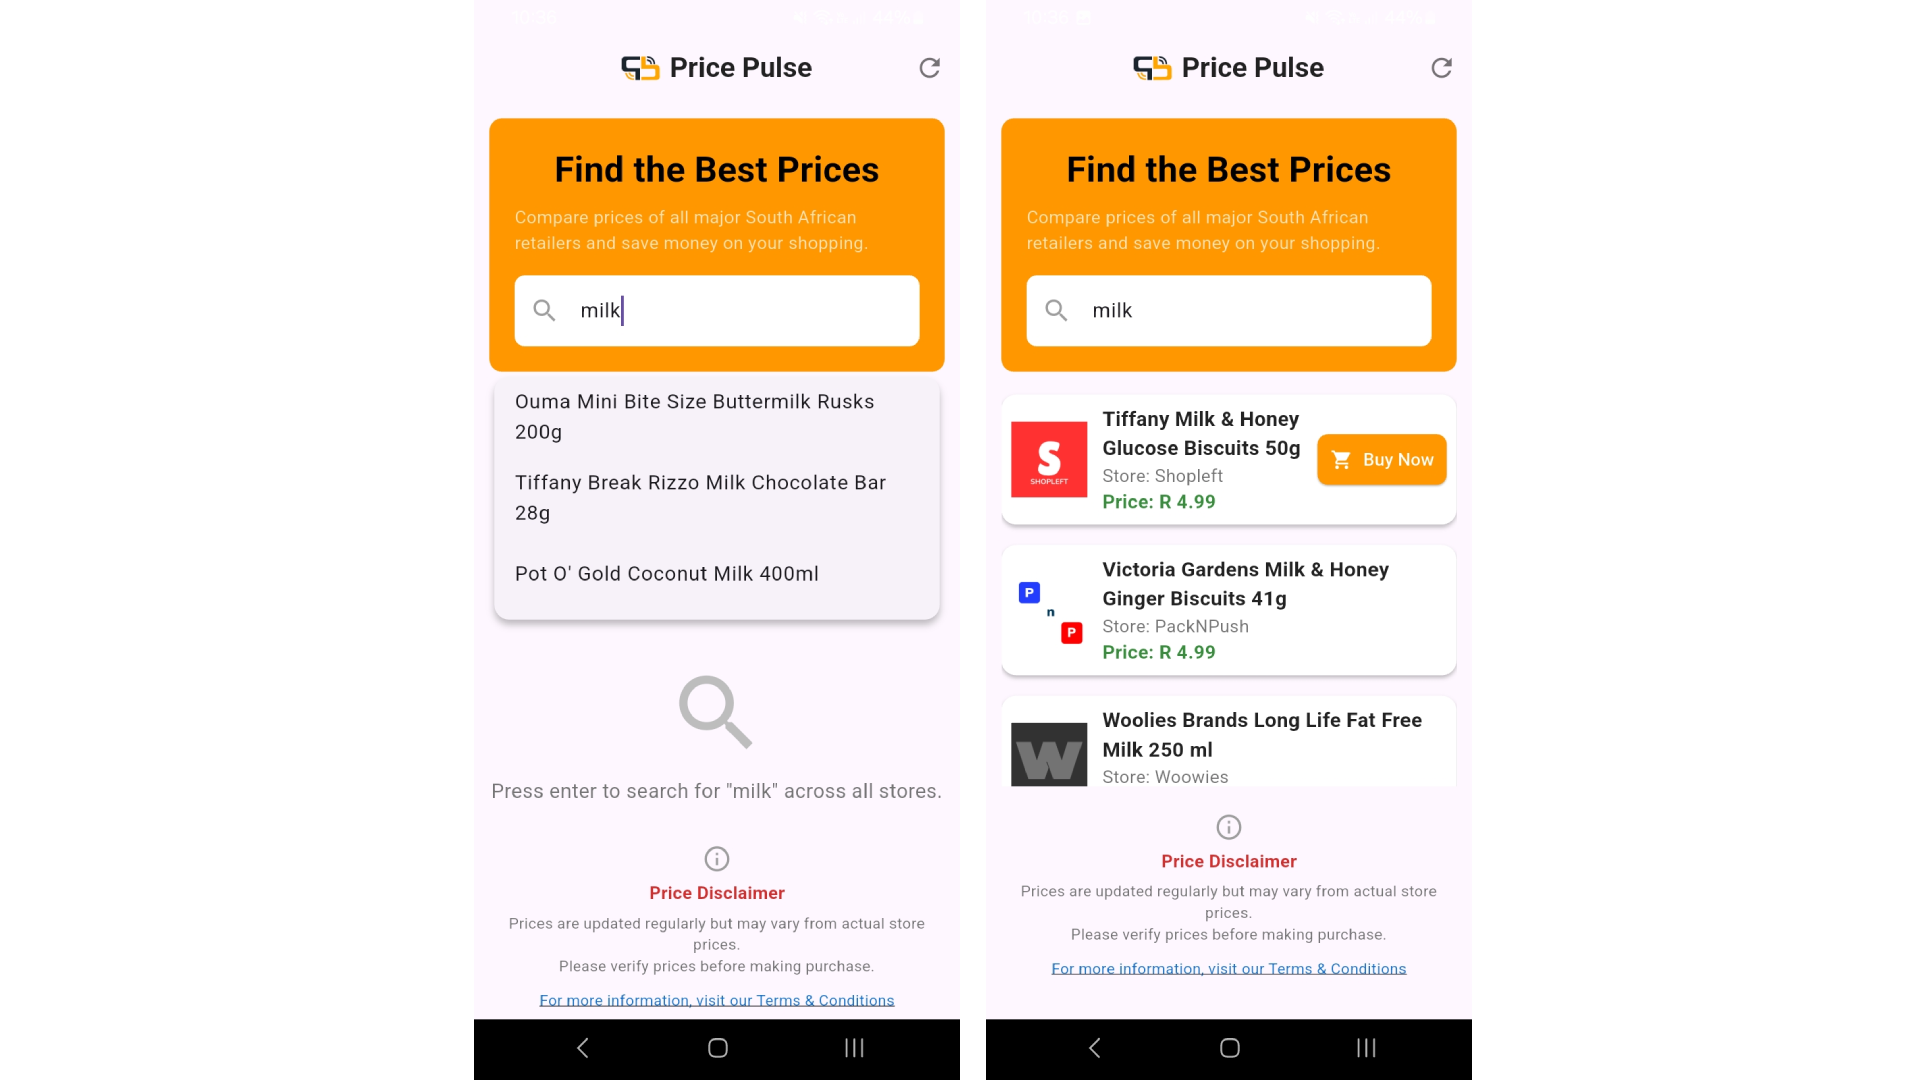 10:36
44%
Price Pulse
Find the Best Prices
Compare prices of all major South African
retailers and save money on your shopping.
milk
Ouma Mini Bite Size Buttermilk Rusks
200g
Tiffany Break Rizzo Milk Chocolate Bar
28g
Pot O' Gold Coconut Milk 400ml
Press enter to search for "milk" across all stores.
Price Disclaimer
Prices are updated regularly but may vary from actual store
prices.
Please verify prices before making purchase.
For more information, visit our Terms & Conditions
10:36
44%
Price Pulse
Find the Best Prices
Compare prices of all major South African
retailers and save money on your shopping.
milk
S
SHOPLEFT
Tiffany Milk & Honey
Glucose Biscuits 50g
Store: Shopleft
Price: R 4.99
Buy Now
P
n
P
Victoria Gardens Milk & Honey
Ginger Biscuits 41g
Store: PackNPush
Price: R 4.99
W
Woolies Brands Long Life Fat Free
Milk 250 ml
Store: Woowies
Price Disclaimer
Prices are updated regularly but may vary from actual store
prices.
Please verify prices before making purchase.
For more information, visit our Terms & Conditions